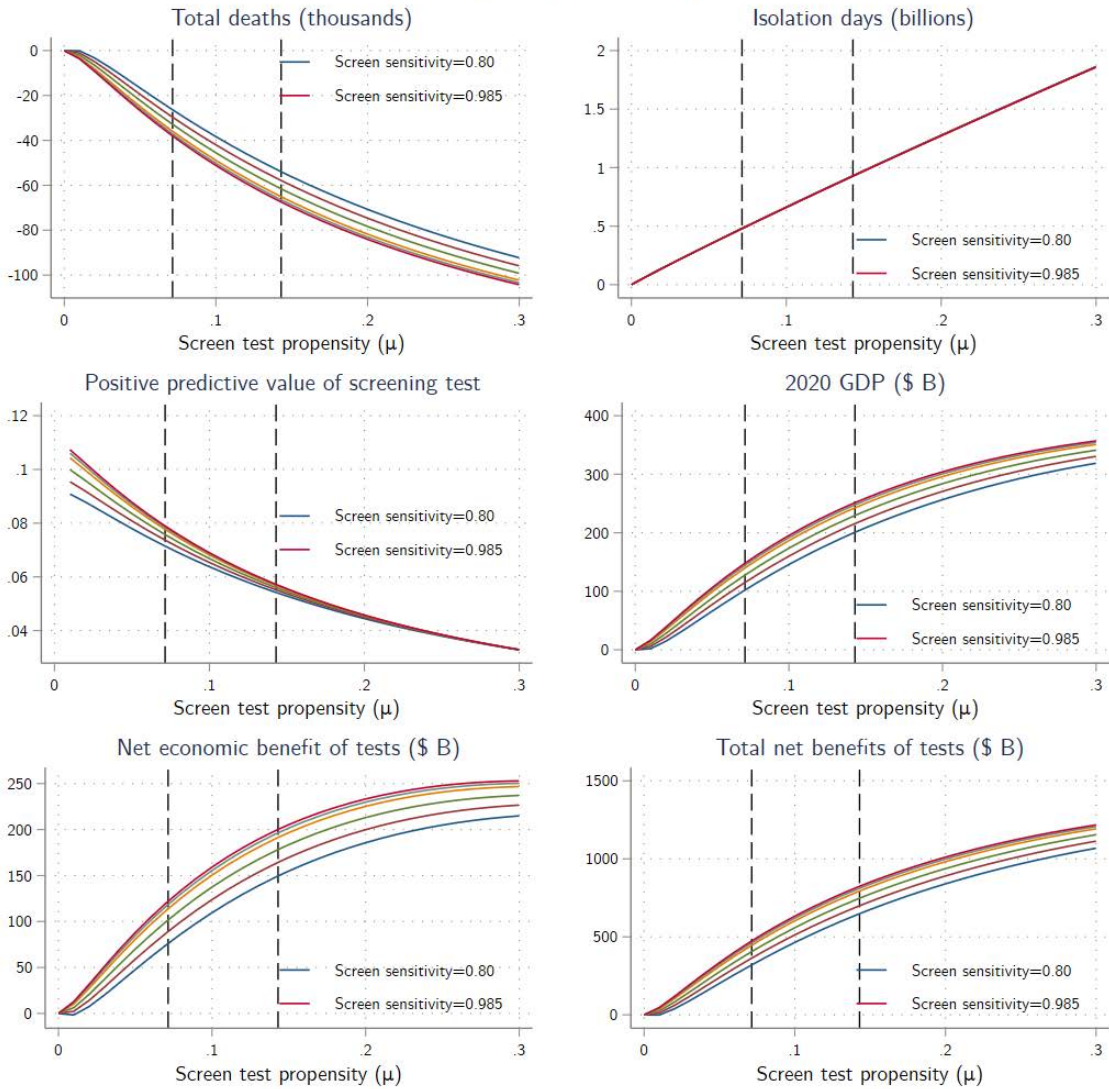 Total deaths (thousands)
0
-20
-40
-60
-80
-100
Screen sensitivity=0.80
Screen sensitivity=0.985
0 .1 .2 .3
Screen test propensity (μ)
Isolation days (billions)
2
1.5
1
.5
0
Screen sensitivity=0.80
Screen sensitivity=0.985
0 .1 .2 .3
Screen test propensity (μ)
Positive predictive value of screening test
.12
.1
.08
.06
.04
Screen sensitivity=0.80
Screen sensitivity=0.985
0 .1 .2 .3
Screen test propensity (μ)
2020 GDP ($ B)
400
300
200
100
0
Screen sensitivity=0.80
Screen sensitivity=0.985
0 .1 .2 .3
Screen test propensity (μ)
Net economic benefit of tests ($ B)
250
200
150
100
50
0
Screen sensitivity=0.80
Screen sensitivity=0.985
0 .1 .2 .3
Screen test propensity (μ)
Total net benefits of tests ($ B)
1500
1000
500
0
Screen sensitivity=0.80
Screen sensitivity=0.985
0 .1 .2 .3
Screen test propensity (μ)